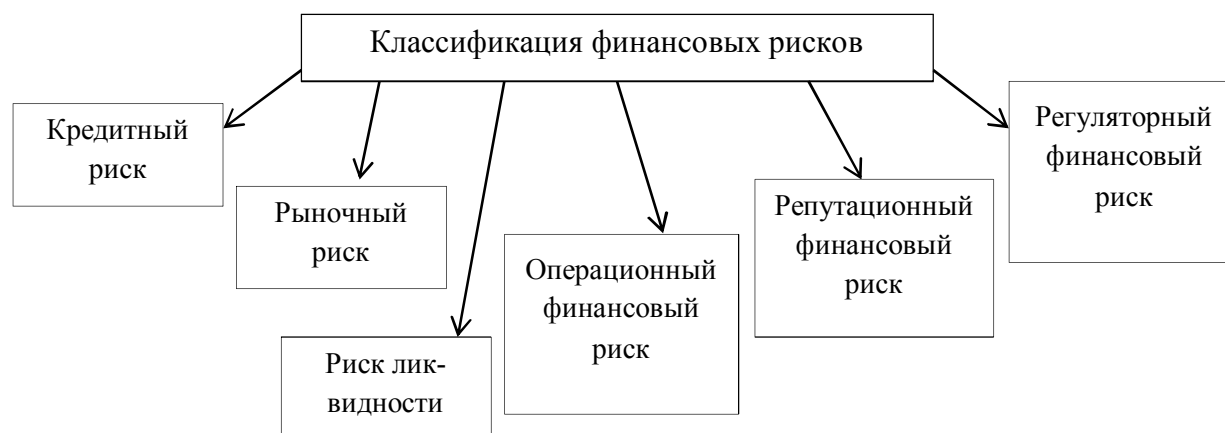 Классификация финансовых рисков
Кредитный
риск
Рыночный
риск
Риск лик-
видности
Операционный
финансовый
риск
Репутационный
финансовый
риск
Регуляторный
финансовый
риск